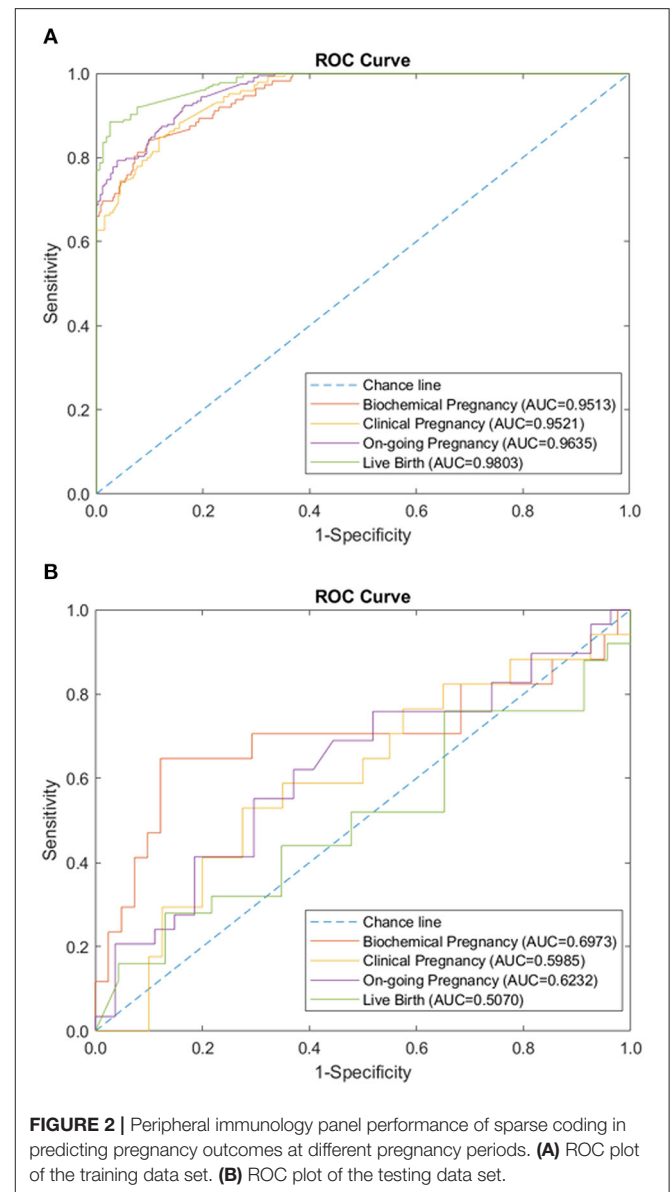 A
ROC Curve
1.0
0.8
0.6
0.4
0.2
0.0
Sensitivity
Chance line
Biochemical Pregnancy (AUC=0.9513)
Clinical Pregnancy (AUC=0.9521)
On-going Pregnancy (AUC=0.9635)
Live Birth (AUC=0.9803)
0.0 0.2 0.4 0.6 0.8 1.0
1-Specificity
B
ROC Curve
1.0
0.8
0.6
0.4
0.2
0.0
Sensitivity
Chance line
Biochemical Pregnancy (AUC=0.6973)
Clinical Pregnancy (AUC=0.5985)
On-going Pregnancy (AUC=0.6232)
Live Birth (AUC=0.5070)
0.0 0.2 0.4 0.6 0.8 1.0
1-Specificity
FIGURE 2 | Peripheral immunology panel performance of sparse coding in
predicting pregnancy outcomes at different pregnancy periods. (A) ROC plot
of the training data set. (B) ROC plot of the testing data set.